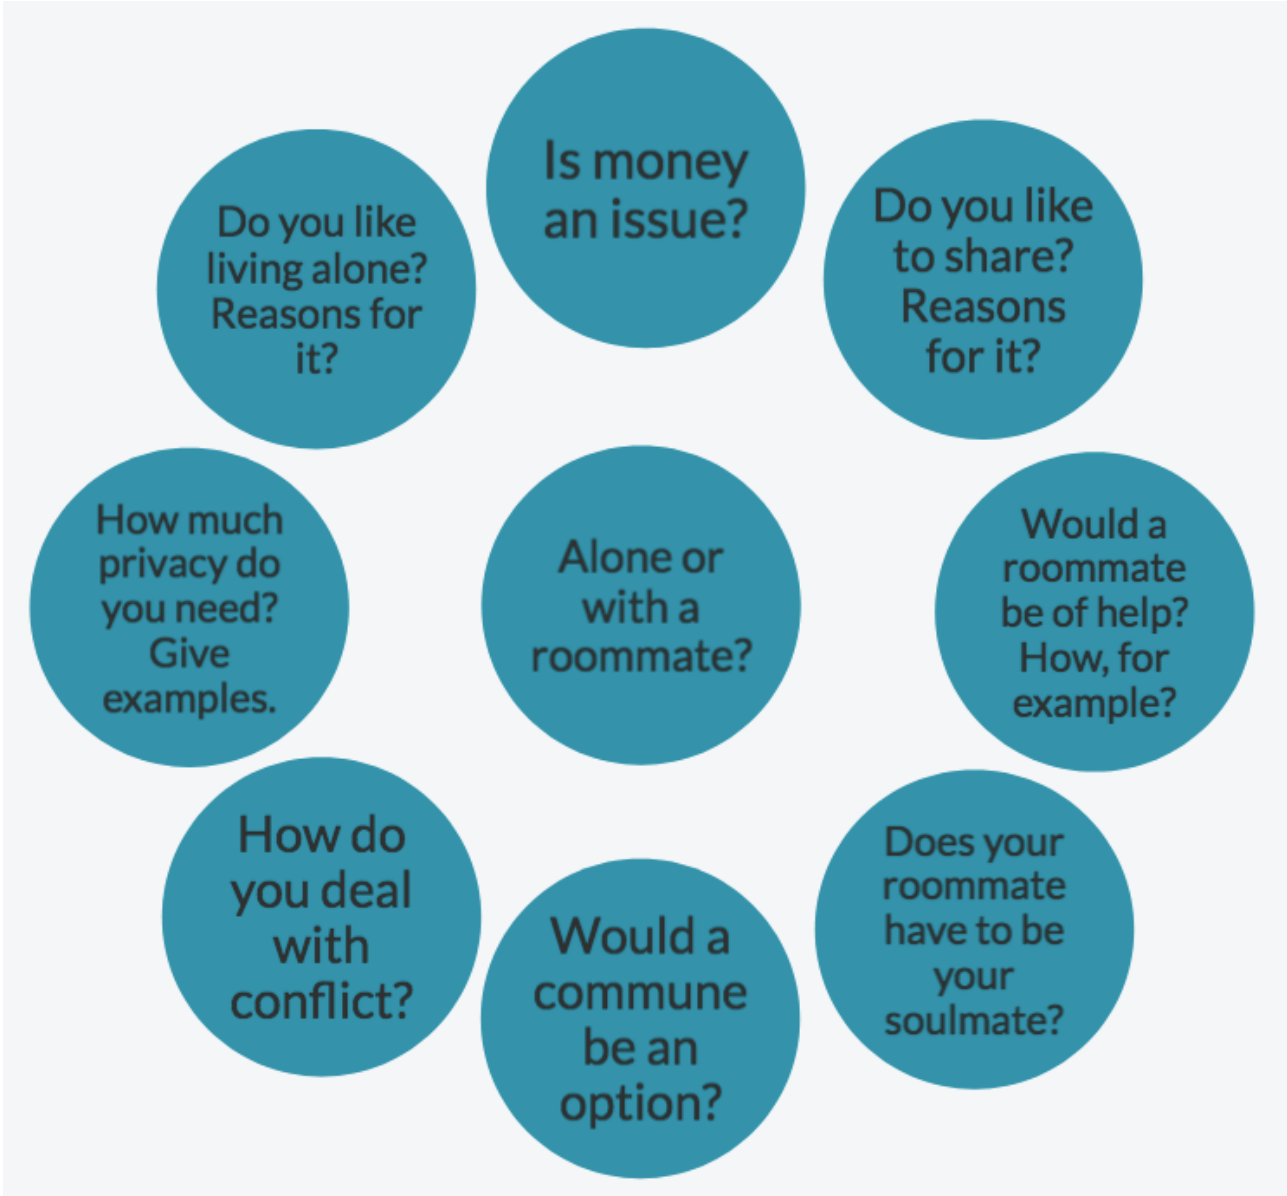 Is money
an issue?
Do you like
to share?
Reasons
for it?
Would a
roommate
be of help?
How, for
example?
Does your
roommate
have to be
your
soulmate?
Would a
commune
be an
option?
How do
you deal
with
conflict?
How much
privacy do
you need?
Give
examples.
Do you like
living alone?
Reasons for
it?
Alone or
with a
roommate?